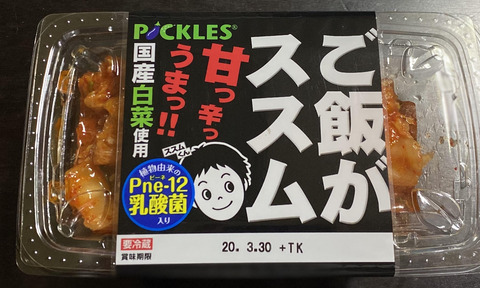 PICKLES®
ご飯が
ススム
甘っ辛っ
うまっ!!
国産白菜使用
ススムくん
植物由来の
ピーネ
Pne-12
乳酸菌
入り
要冷蔵
賞味期限
20. 3.30 +TK